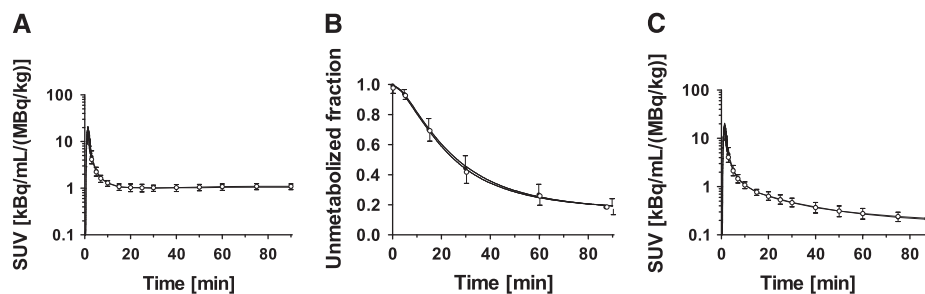 A
SUV [kBq/mL/(MBq/kg)]
100
10
1
0.1
0 20 40 60 80
Time [min]
B
Unmetabolized fraction
1.0
0.8
0.6
0.4
0.2
0.0
0 20 40 60 80
Time [min]
C
SUV [kBq/mL/(MBq/kg)]
100
10
1
0.1
0 20 40 60 80
Time [min]